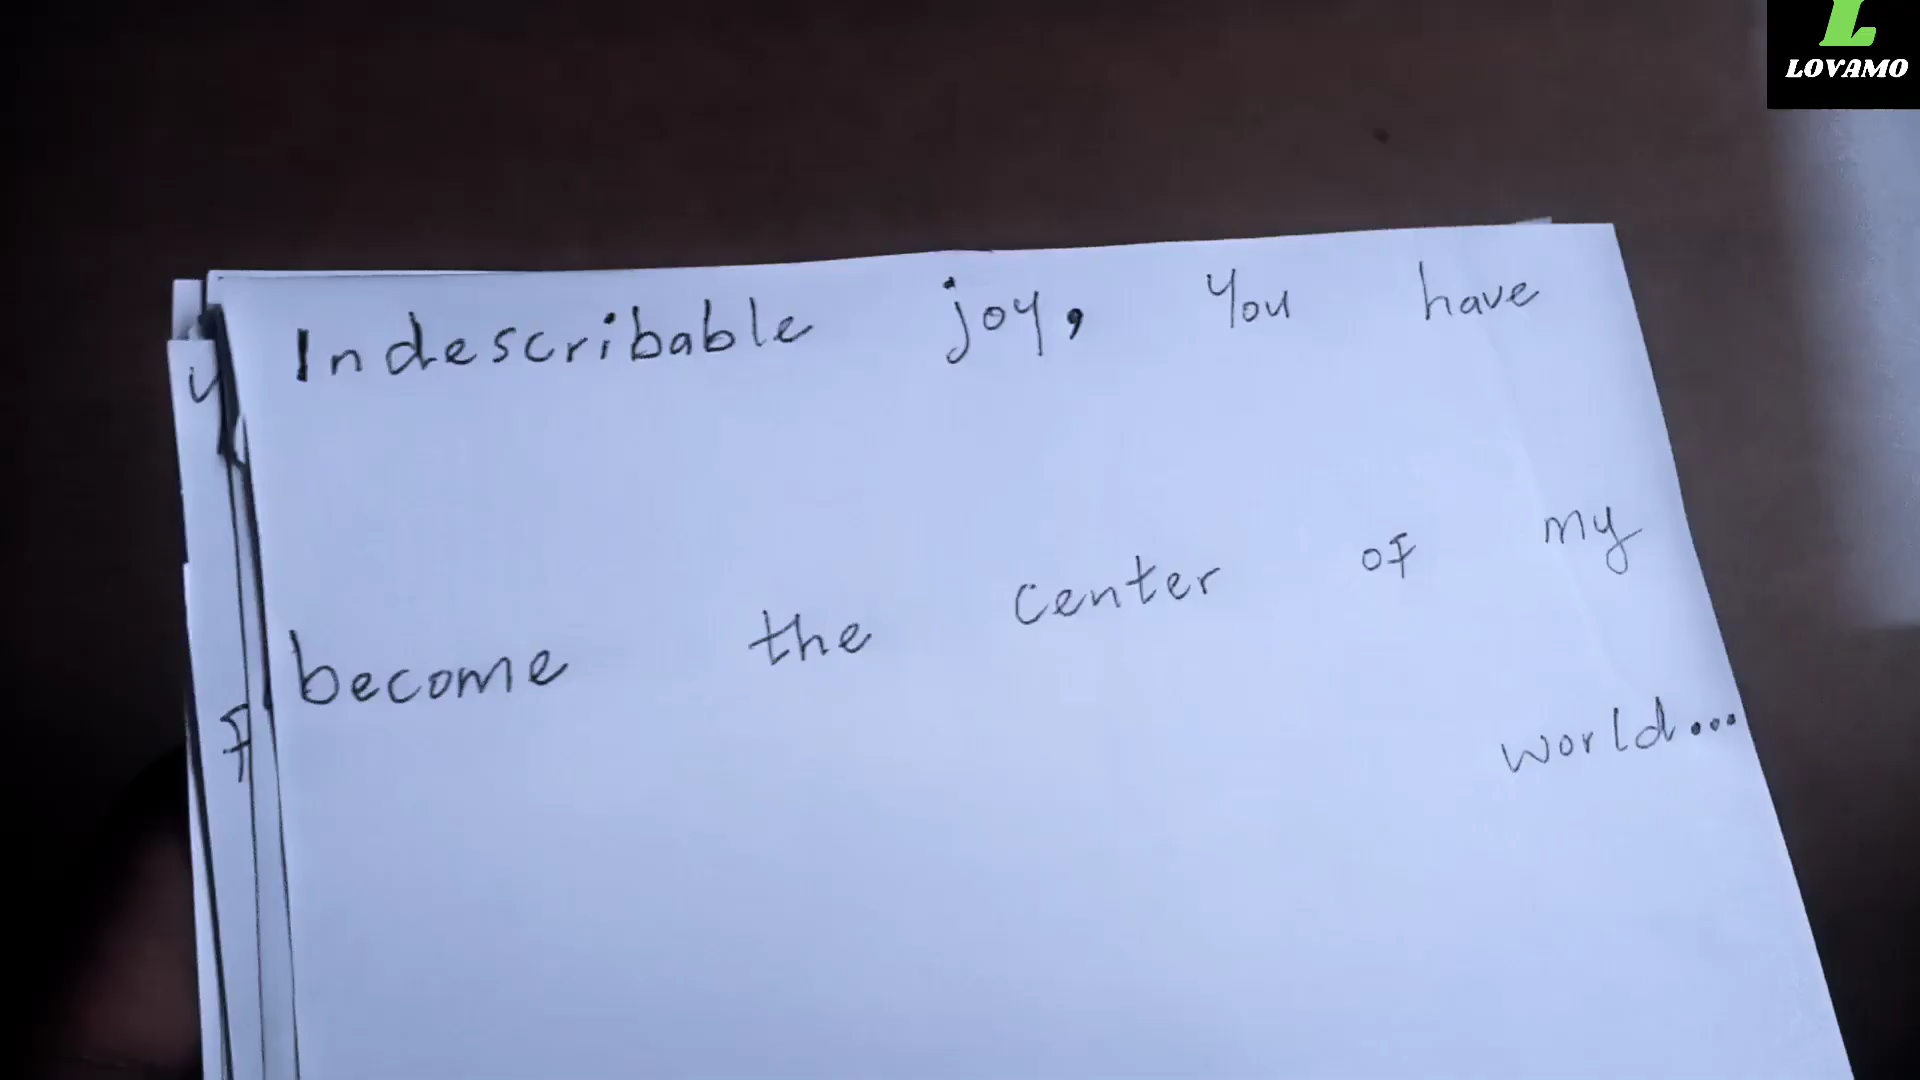 L
LOVAMO
Indescribable joy, You have
become the center of my
world...
y
F